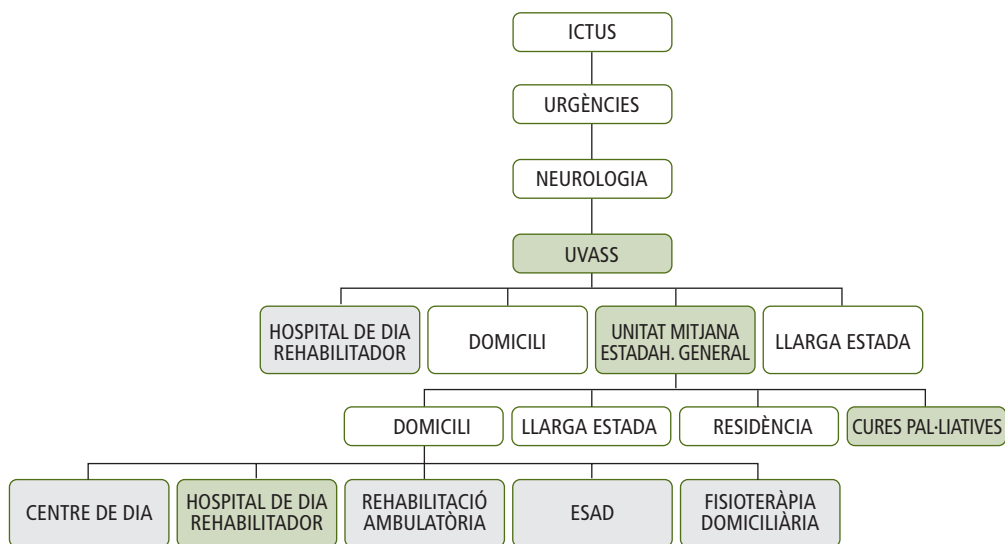 ICTUS
URGÈNCIES
NEUROLOGIA
UVASS
HOSPITAL DE DIA
REHABILITADOR
DOMICILI
UNITAT MITJANA
ESTADAH. GENERAL
LLARGA ESTADA
DOMICILI
LLARGA ESTADA
RESIDÈNCIA
CURES PAL·LIATIVES
CENTRE DE DIA
HOSPITAL DE DIA
REHABILITADOR
REHABILITACIÓ
AMBULATÒRIA
ESAD
FISIOTERÀPIA
DOMICILIÀRIA